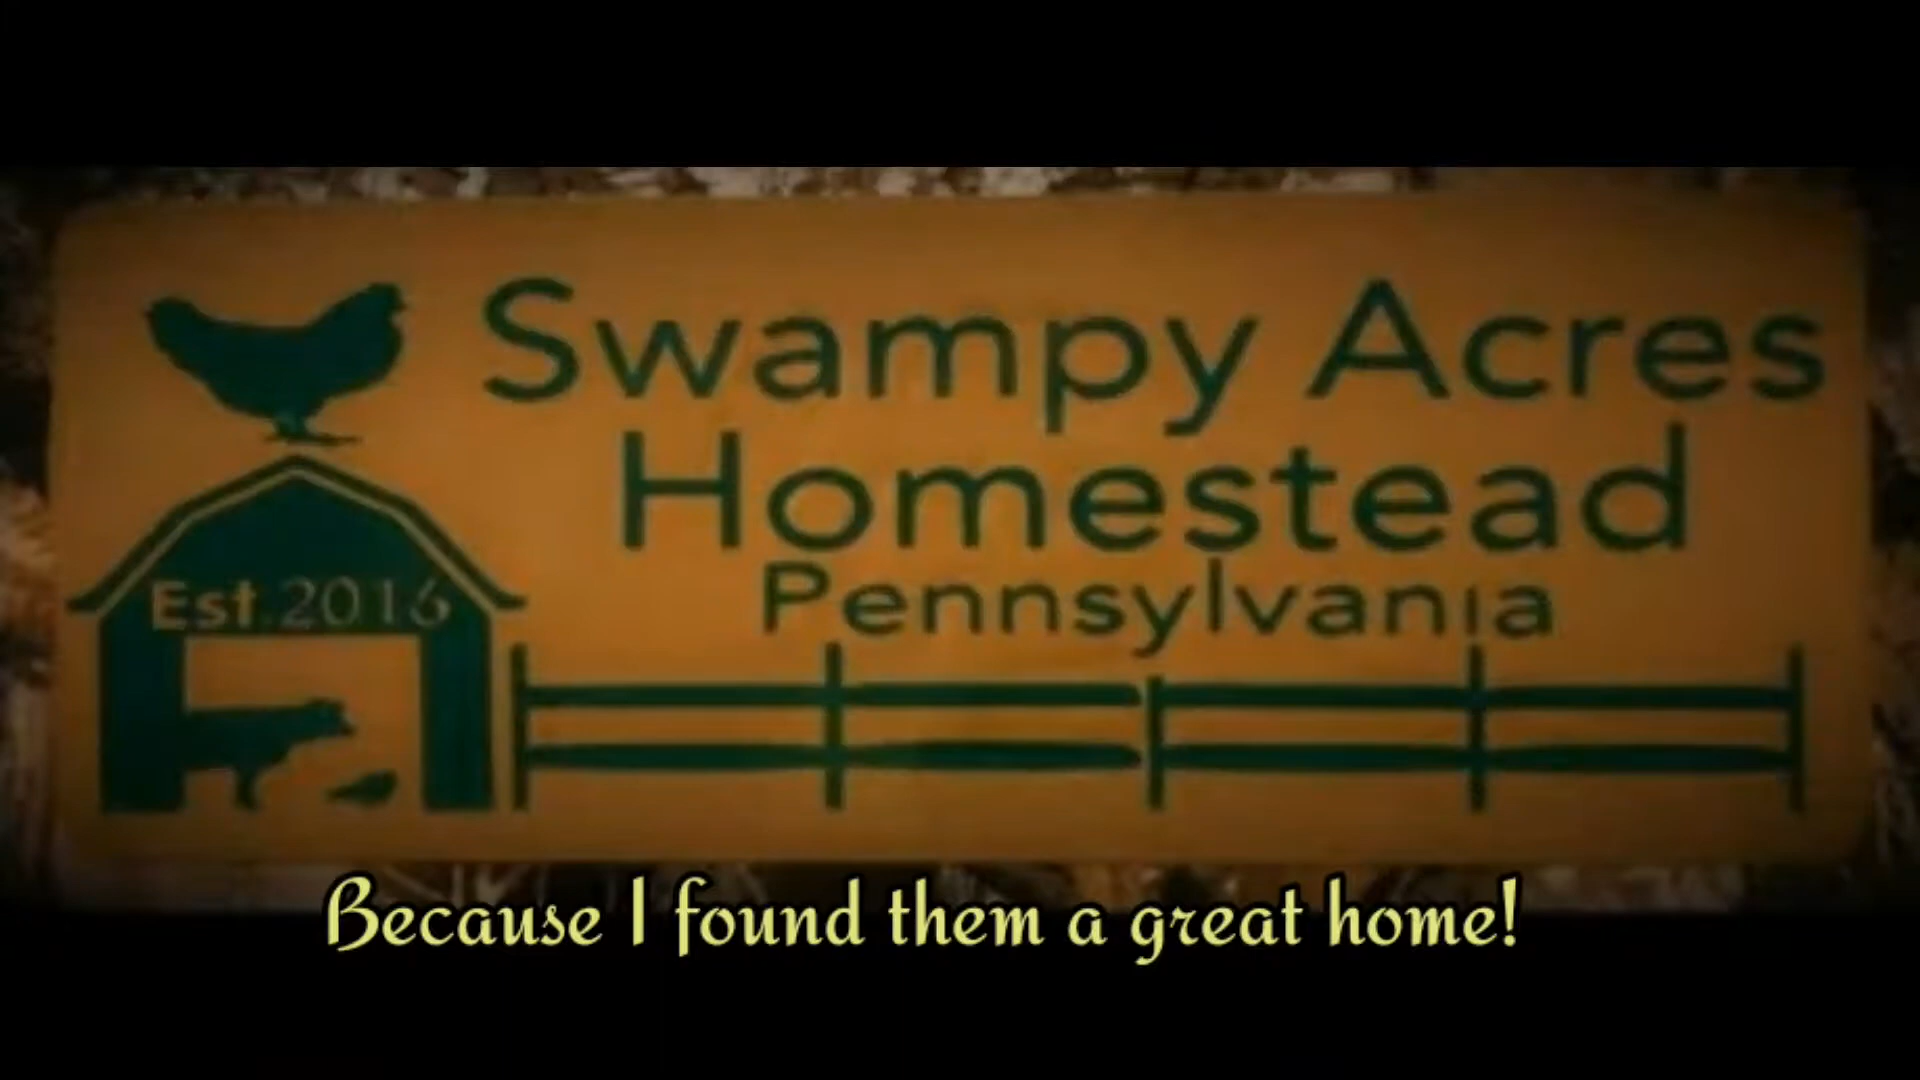 Swampy Acres
Homestead
Pennsylvania
Est.2016
Because I found them a great home!